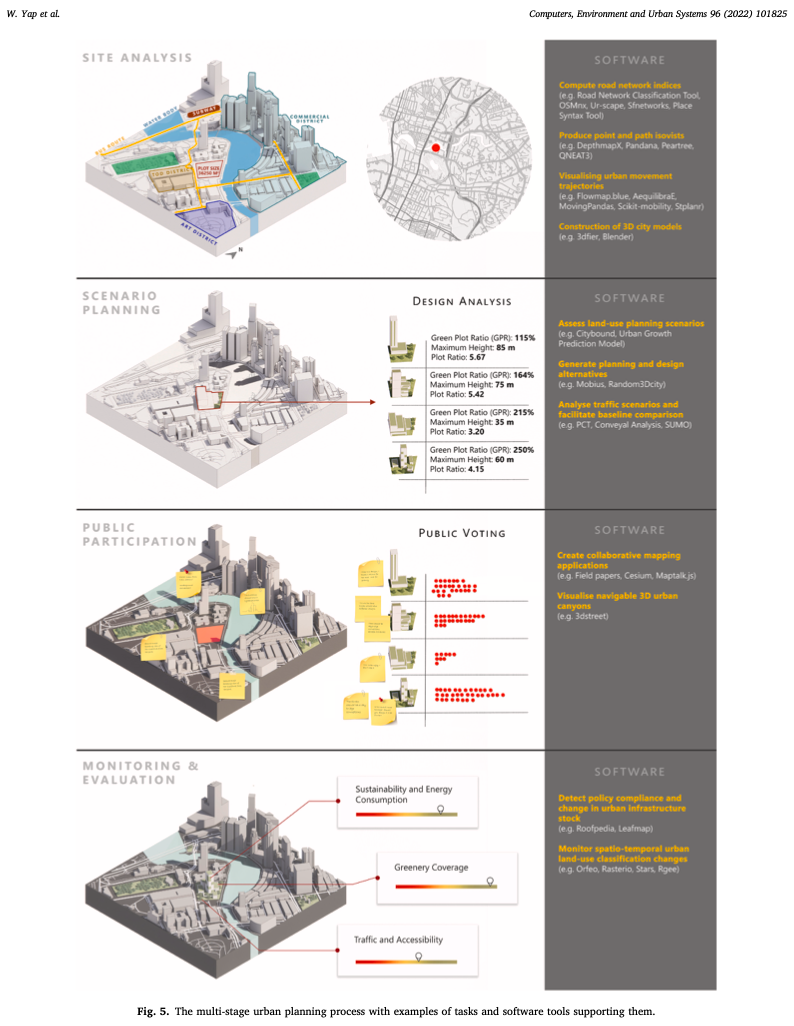 W. Yap et al.
Computers, Environment and Urban Systems 96 (2022) 101825
SITE ANALYSIS
WATER BODY
SUBWAY
BUS ROUTE
COMMERCIAL
DISTRICT
PLOT SIZE
ART DISTRICT
N
SOFTWARE
Compute road network indices
(e.g. Road Network Classification Tool,
OSMnx, Ur-scape, Sfnetworks, Place
Syntax Tool)
Produce point and path isovists
(e.g. DepthmapX, Pandana, Peartree,
QNEAT3)
Visualising urban movement
trajectories
(e.g. Flowmap.blue, AequilibraE,
MovingPandas, Scikit-mobility, Stplanr)
Construction of 3D city models
(e.g. 3dfier, Blender)
SCENARIO
PLANNING
DESIGN ANALYSIS
Green Plot Ratio (GPR): 115%
Maximum Height: 85 m
Plot Ratio: 5.67
Green Plot Ratio (GPR): 164%
Maximum Height: 75 m
Plot Ratio: 5.42
Green Plot Ratio (GPR): 215%
Maximum Height: 35 m
Plot Ratio: 3.20
Green Plot Ratio (GPR): 250%
Maximum Height: 60 m
Plot Ratio: 4.15
SOFTWARE
Assess land-use planning scenarios
(e.g. Citybound, Urban Growth
Prediction Model)
Generate planning and design
alternatives
(e.g. Mobius, Random3Dcity)
Analyse traffic scenarios and
facilitate baseline comparison
(e.g. PCT, Conveyal Analysis, SUMO)
PUBLIC
PARTICIPATION
PUBLIC VOTING
SOFTWARE
Create collaborative mapping
applications
(e.g. Field papers, Cesium, Maptalk.js)
Visualise navigable 3D urban
canyons
(e.g. 3dstreet)
MONITORING &
EVALUATION
Sustainability and Energy
Consumption
Greenery Coverage
Traffic and Accessibility
SOFTWARE
Detect policy compliance and
change in urban infrastructure
stock
(e.g. Roofpedia, Leafmap)
Monitor spatio-temporal urban
land-use classification changes
(e.g. Orfeo, Rasterio, Stars, Rgee)
Fig. 5. The multi-stage urban planning process with examples of tasks and software tools supporting them.